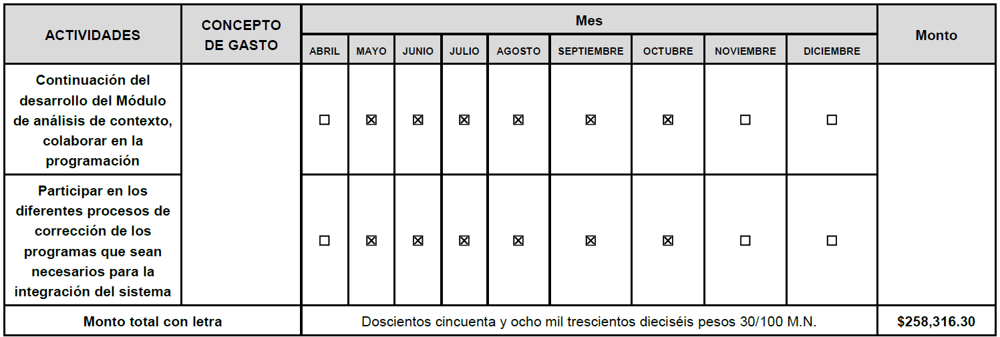 ACTIVIDADES
CONCEPTO
DE GASTO
Mes
Monto
ABRIL MAYO JUNIO JULIO AGOSTO SEPTIEMBRE OCTUBRE NOVIEMBRE DICIEMBRE
Continuación del
desarrollo del Módulo
de análisis de contexto,
colaborar en la
programación
☐ ☒ ☒ ☒ ☒ ☒ ☒ ☐ ☐
Participar en los
diferentes procesos de
corrección de los
programas que sean
necesarios para la
integración del sistema
☐ ☒ ☒ ☒ ☒ ☒ ☒ ☐ ☐
Monto total con letra
Doscientos cincuenta y ocho mil trescientos dieciséis pesos 30/100 M.N.
$258,316.30